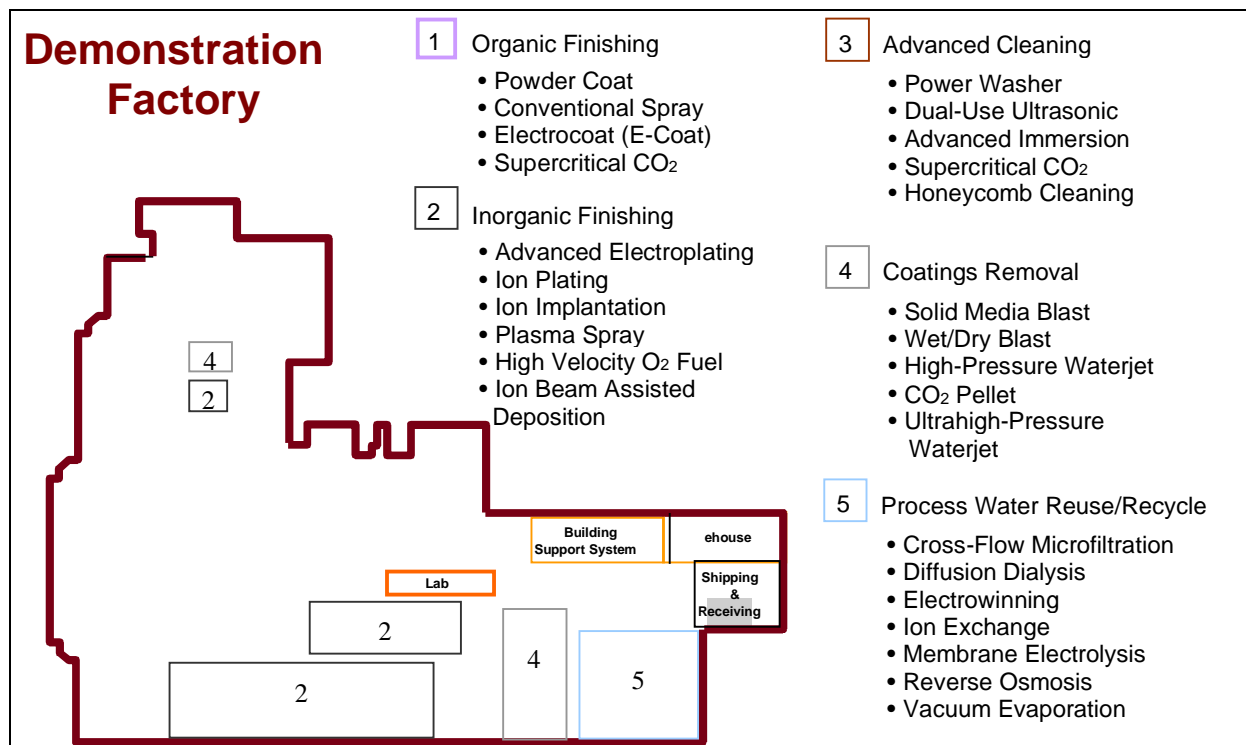 Demonstration
Factory
1 Organic Finishing
• Powder Coat
• Conventional Spray
• Electrocoat (E-Coat)
• Supercritical CO₂
2 Inorganic Finishing
• Advanced Electroplating
• Ion Plating
• Ion Implantation
• Plasma Spray
• High Velocity O₂ Fuel
• Ion Beam Assisted
Deposition
3 Advanced Cleaning
• Power Washer
• Dual-Use Ultrasonic
• Advanced Immersion
• Supercritical CO₂
• Honeycomb Cleaning
4 Coatings Removal
• Solid Media Blast
• Wet/Dry Blast
• High-Pressure Waterjet
• CO₂ Pellet
• Ultrahigh-Pressure
Waterjet
5 Process Water Reuse/Recycle
• Cross-Flow Microfiltration
• Diffusion Dialysis
• Electrowinning
• Ion Exchange
• Membrane Electrolysis
• Reverse Osmosis
• Vacuum Evaporation
4
2
Building
Support System
ehouse
Shipping
&
Receiving
Lab
2
2
4
5